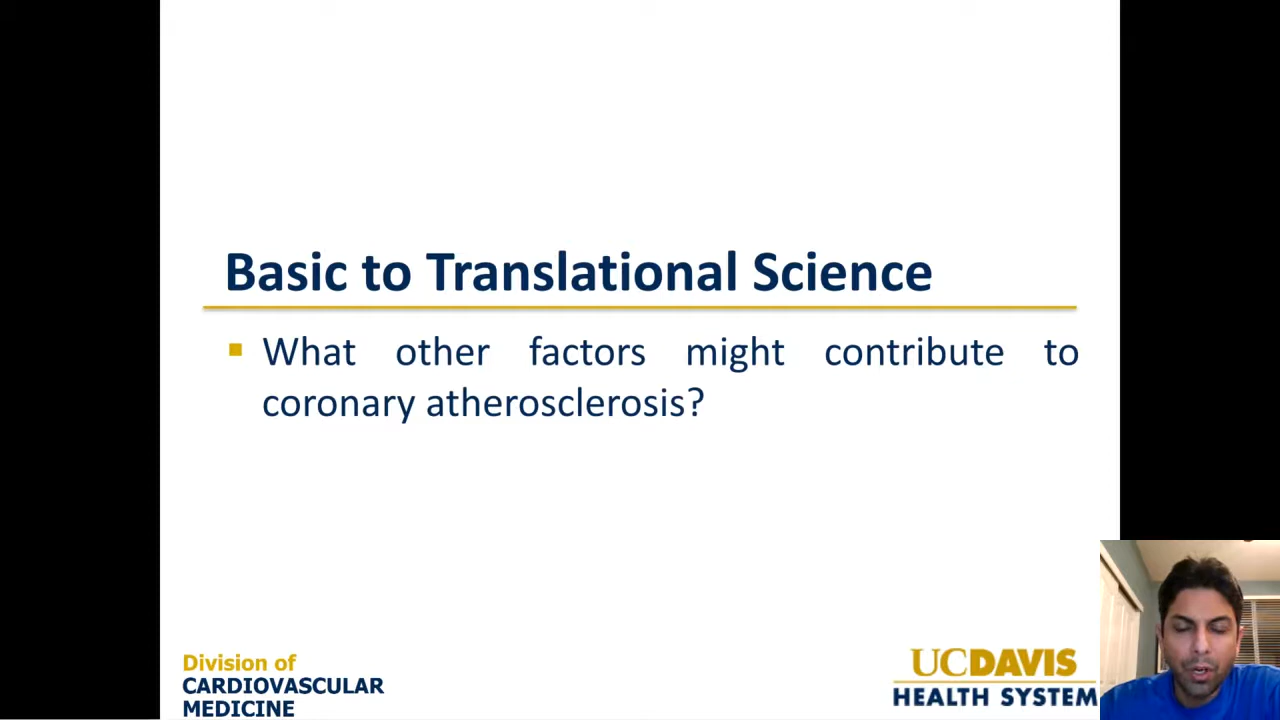 Basic to Translational Science
What other factors might contribute to
coronary atherosclerosis?
Division of
CARDIOVASCULAR
MEDICINE
UCDAVIS
HEALTH SYSTEM